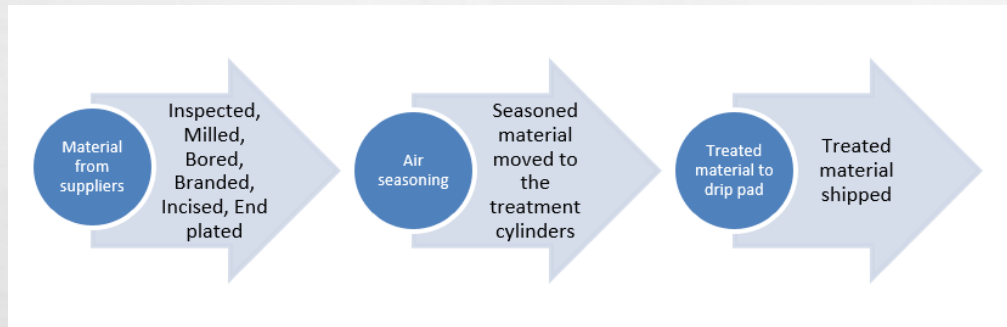 Material
from
suppliers
Inspected,
Milled,
Bored,
Branded,
Incised, End
plated
Air
seasoning
Seasoned
material
moved to
the
treatment
cylinders
Treated
material to
drip pad
Treated
material
shipped